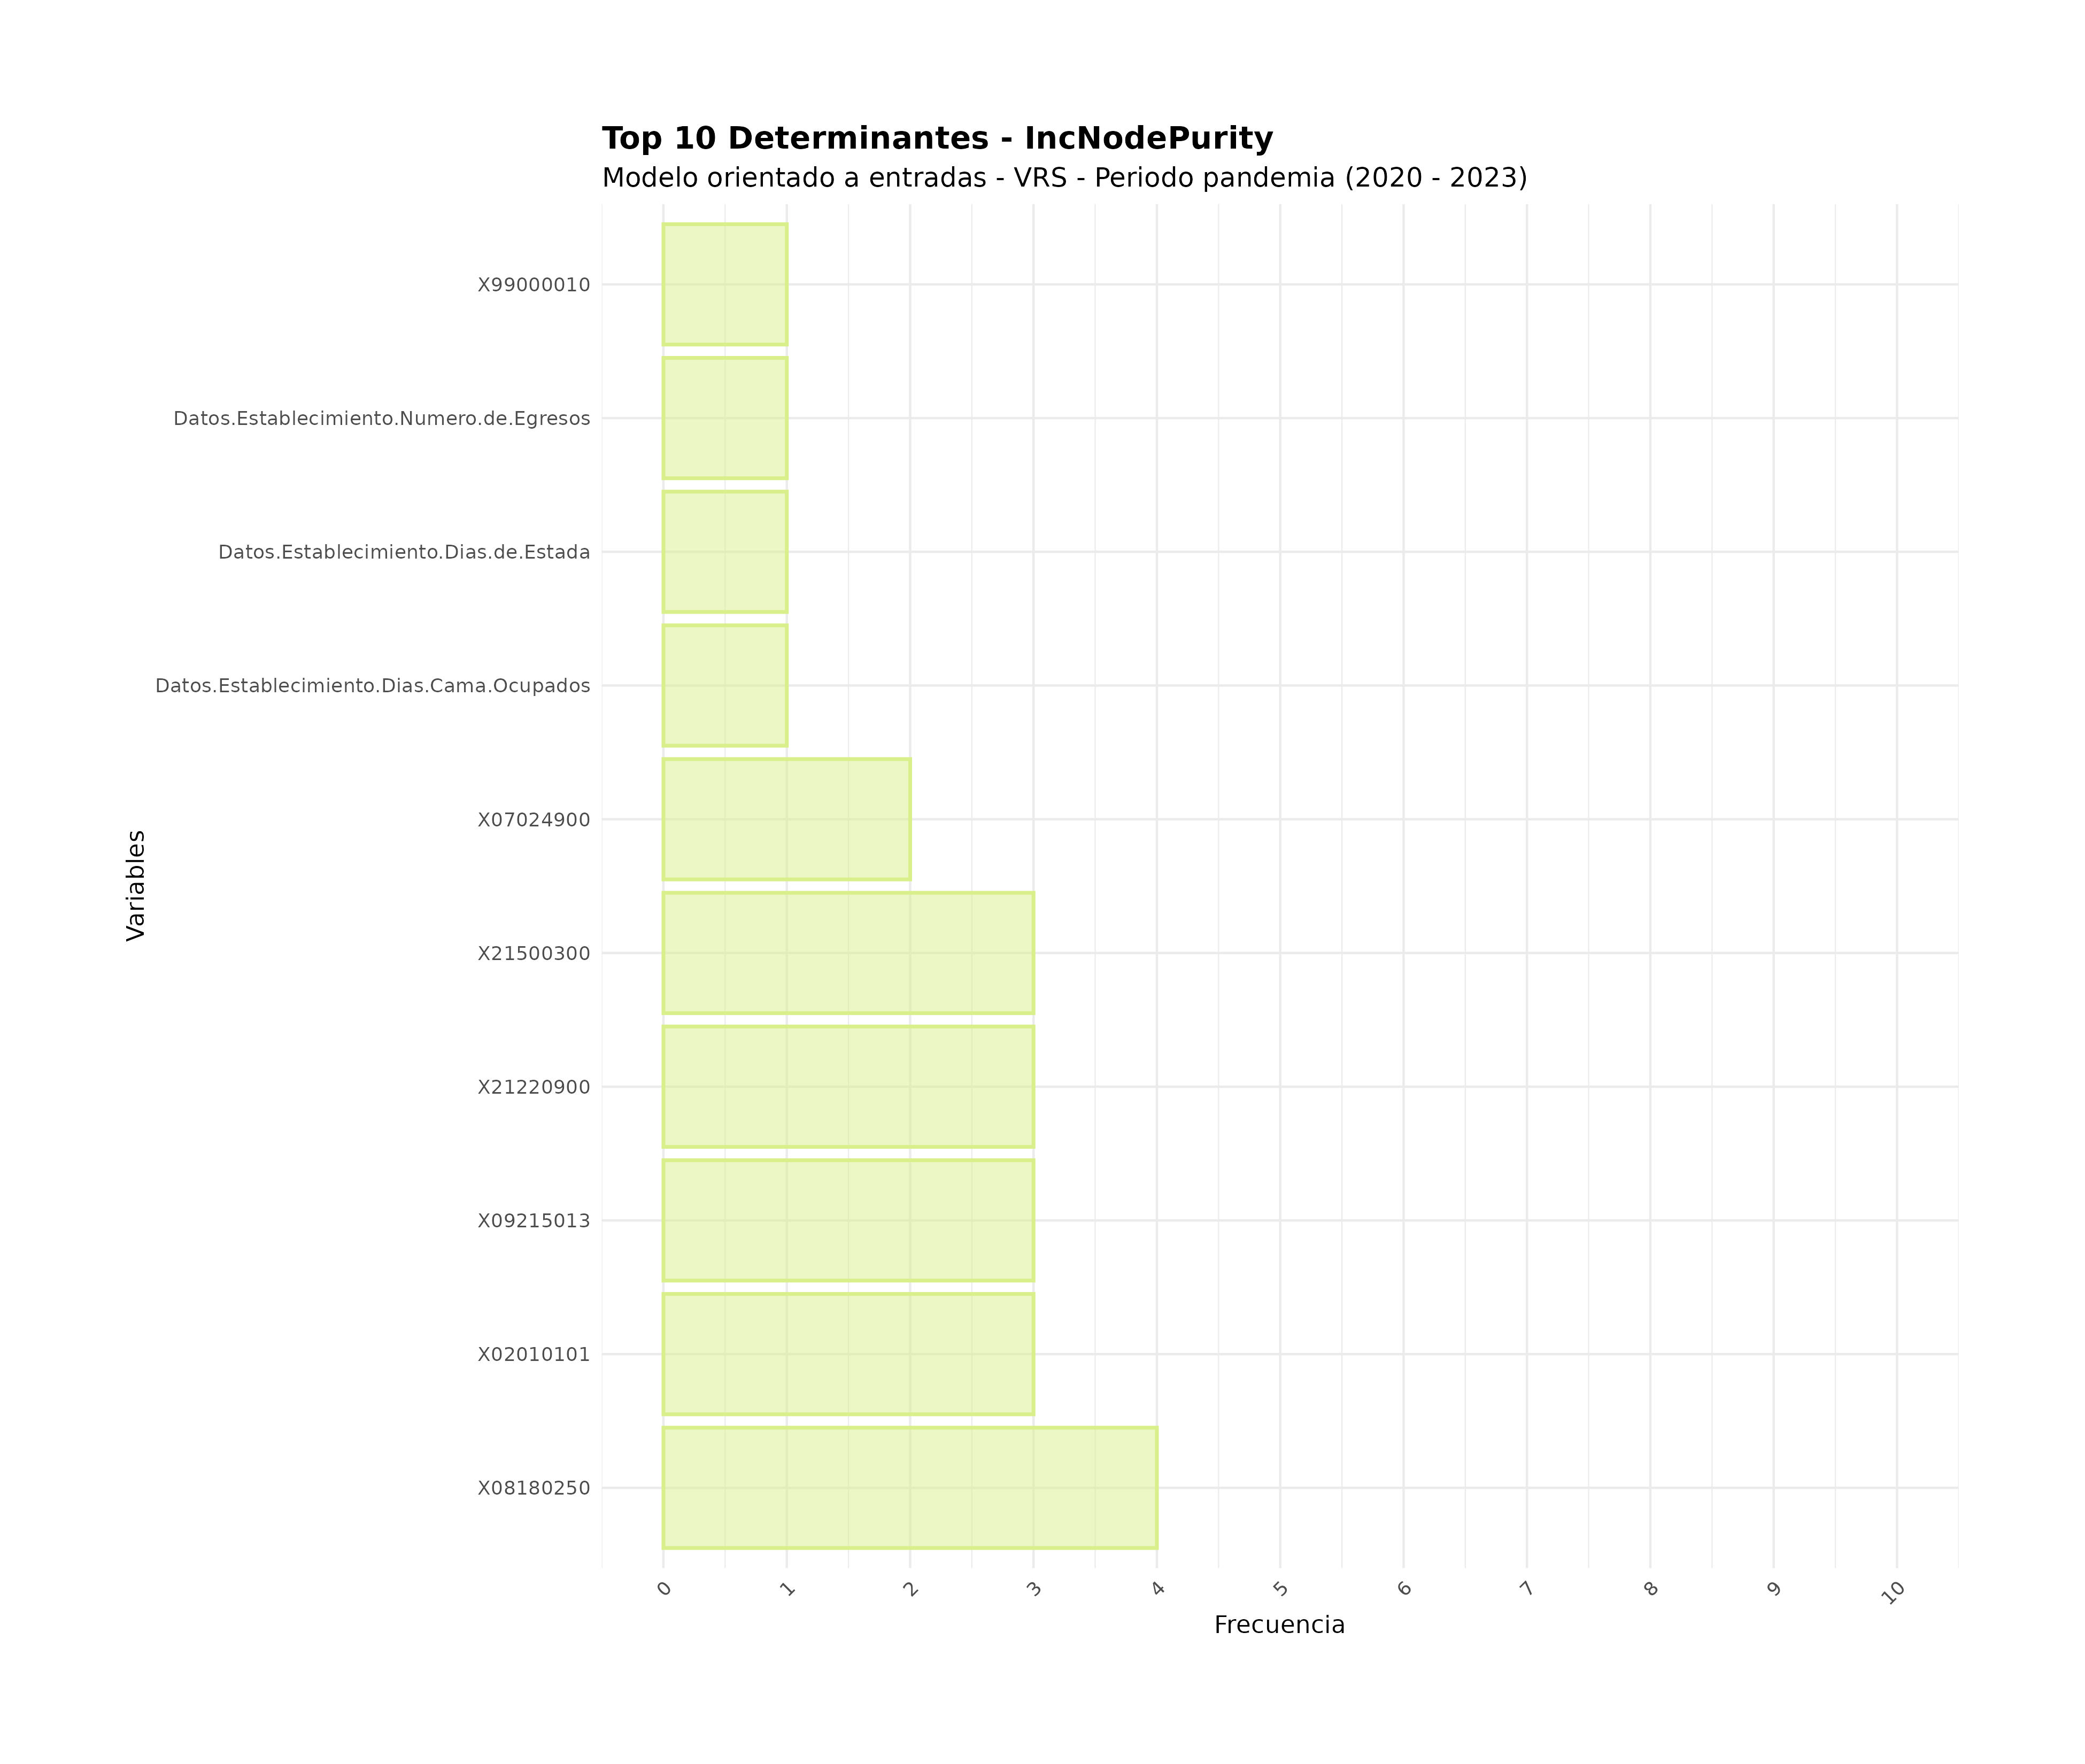 Top 10 Determinantes - IncNodePurity
Modelo orientado a entradas - VRS - Periodo pandemia (2020 - 2023)
X99000010
Datos.Establecimiento.Numero.de.Egresos
Datos.Establecimiento.Dias.de.Estada
Datos.Establecimiento.Dias.Cama.Ocupados
X07024900
X21500300
X21220900
X09215013
X02010101
X08180250
Variables
0 1 2 3 4 5 6 7 8 9 10
Frecuencia